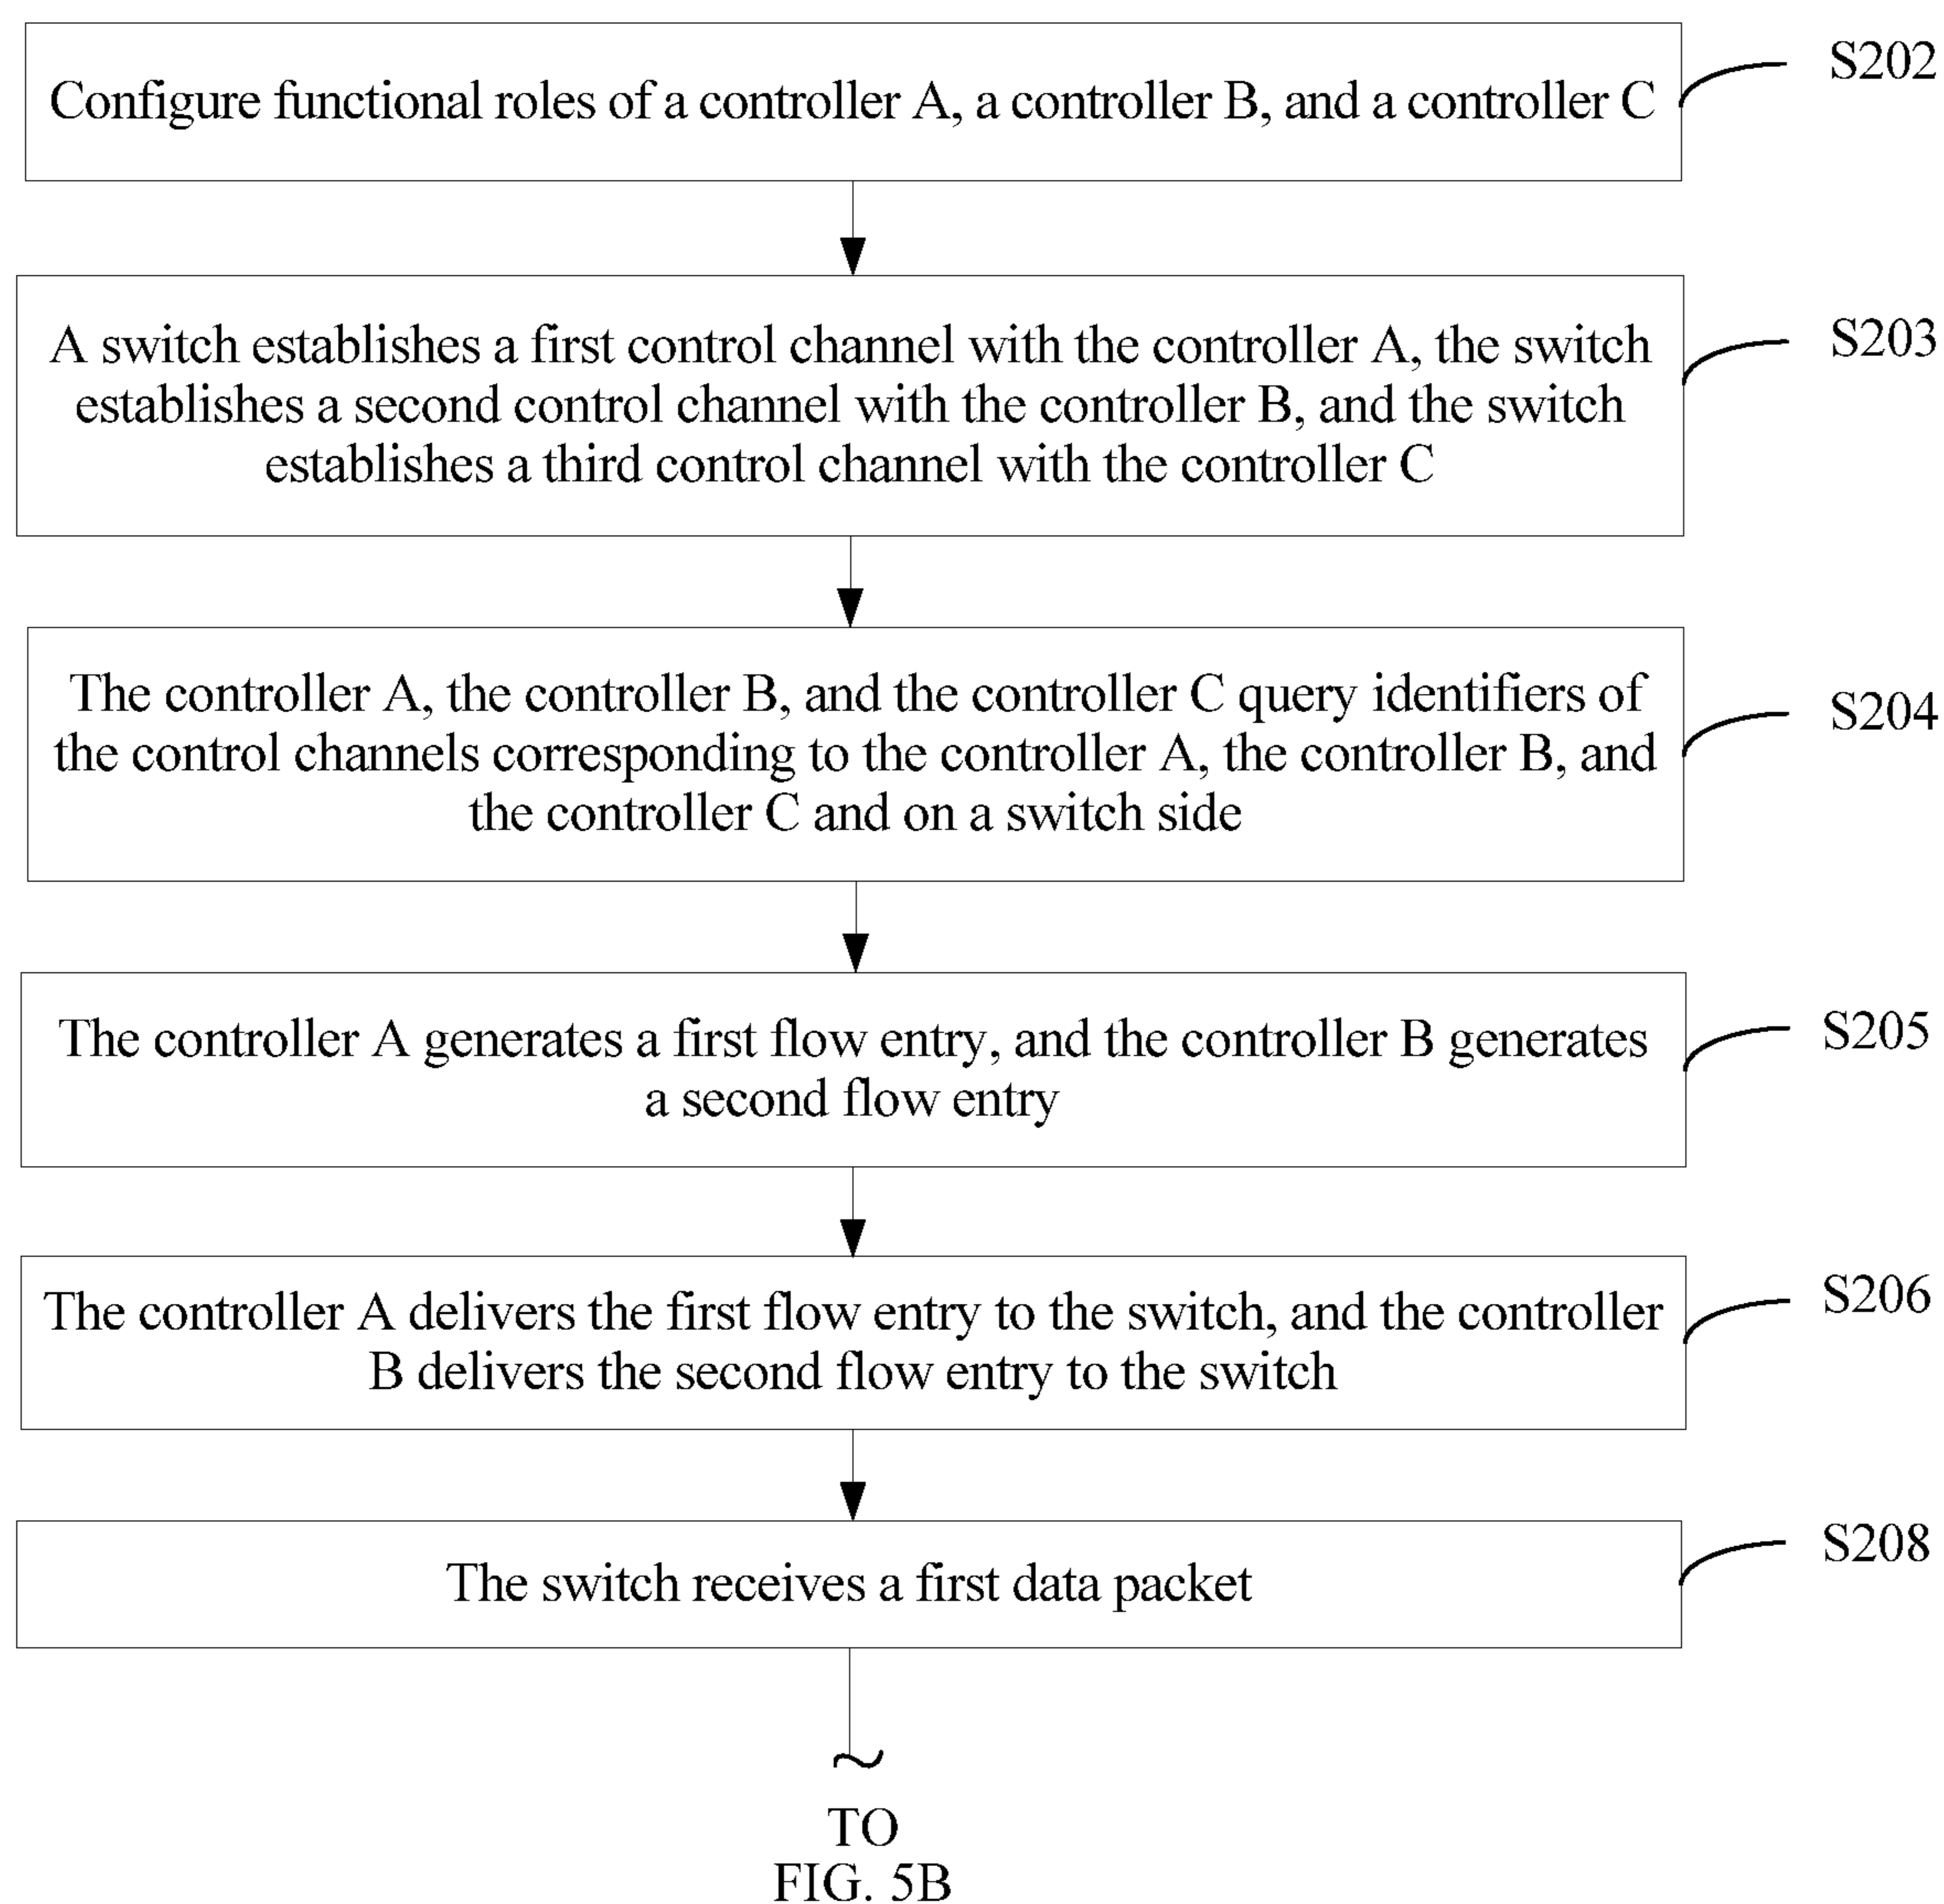 Configure functional roles of a controller A, a controller B, and a controller C
S202
A switch establishes a first control channel with the controller A, the switch
establishes a second control channel with the controller B, and the switch
establishes a third control channel with the controller C
S203
The controller A, the controller B, and the controller C query identifiers of
the control channels corresponding to the controller A, the controller B, and
the controller C and on a switch side
S204
The controller A generates a first flow entry, and the controller B generates
a second flow entry
S205
The controller A delivers the first flow entry to the switch, and the controller
B delivers the second flow entry to the switch
S206
The switch receives a first data packet
S208
~
TO
FIG. 5B